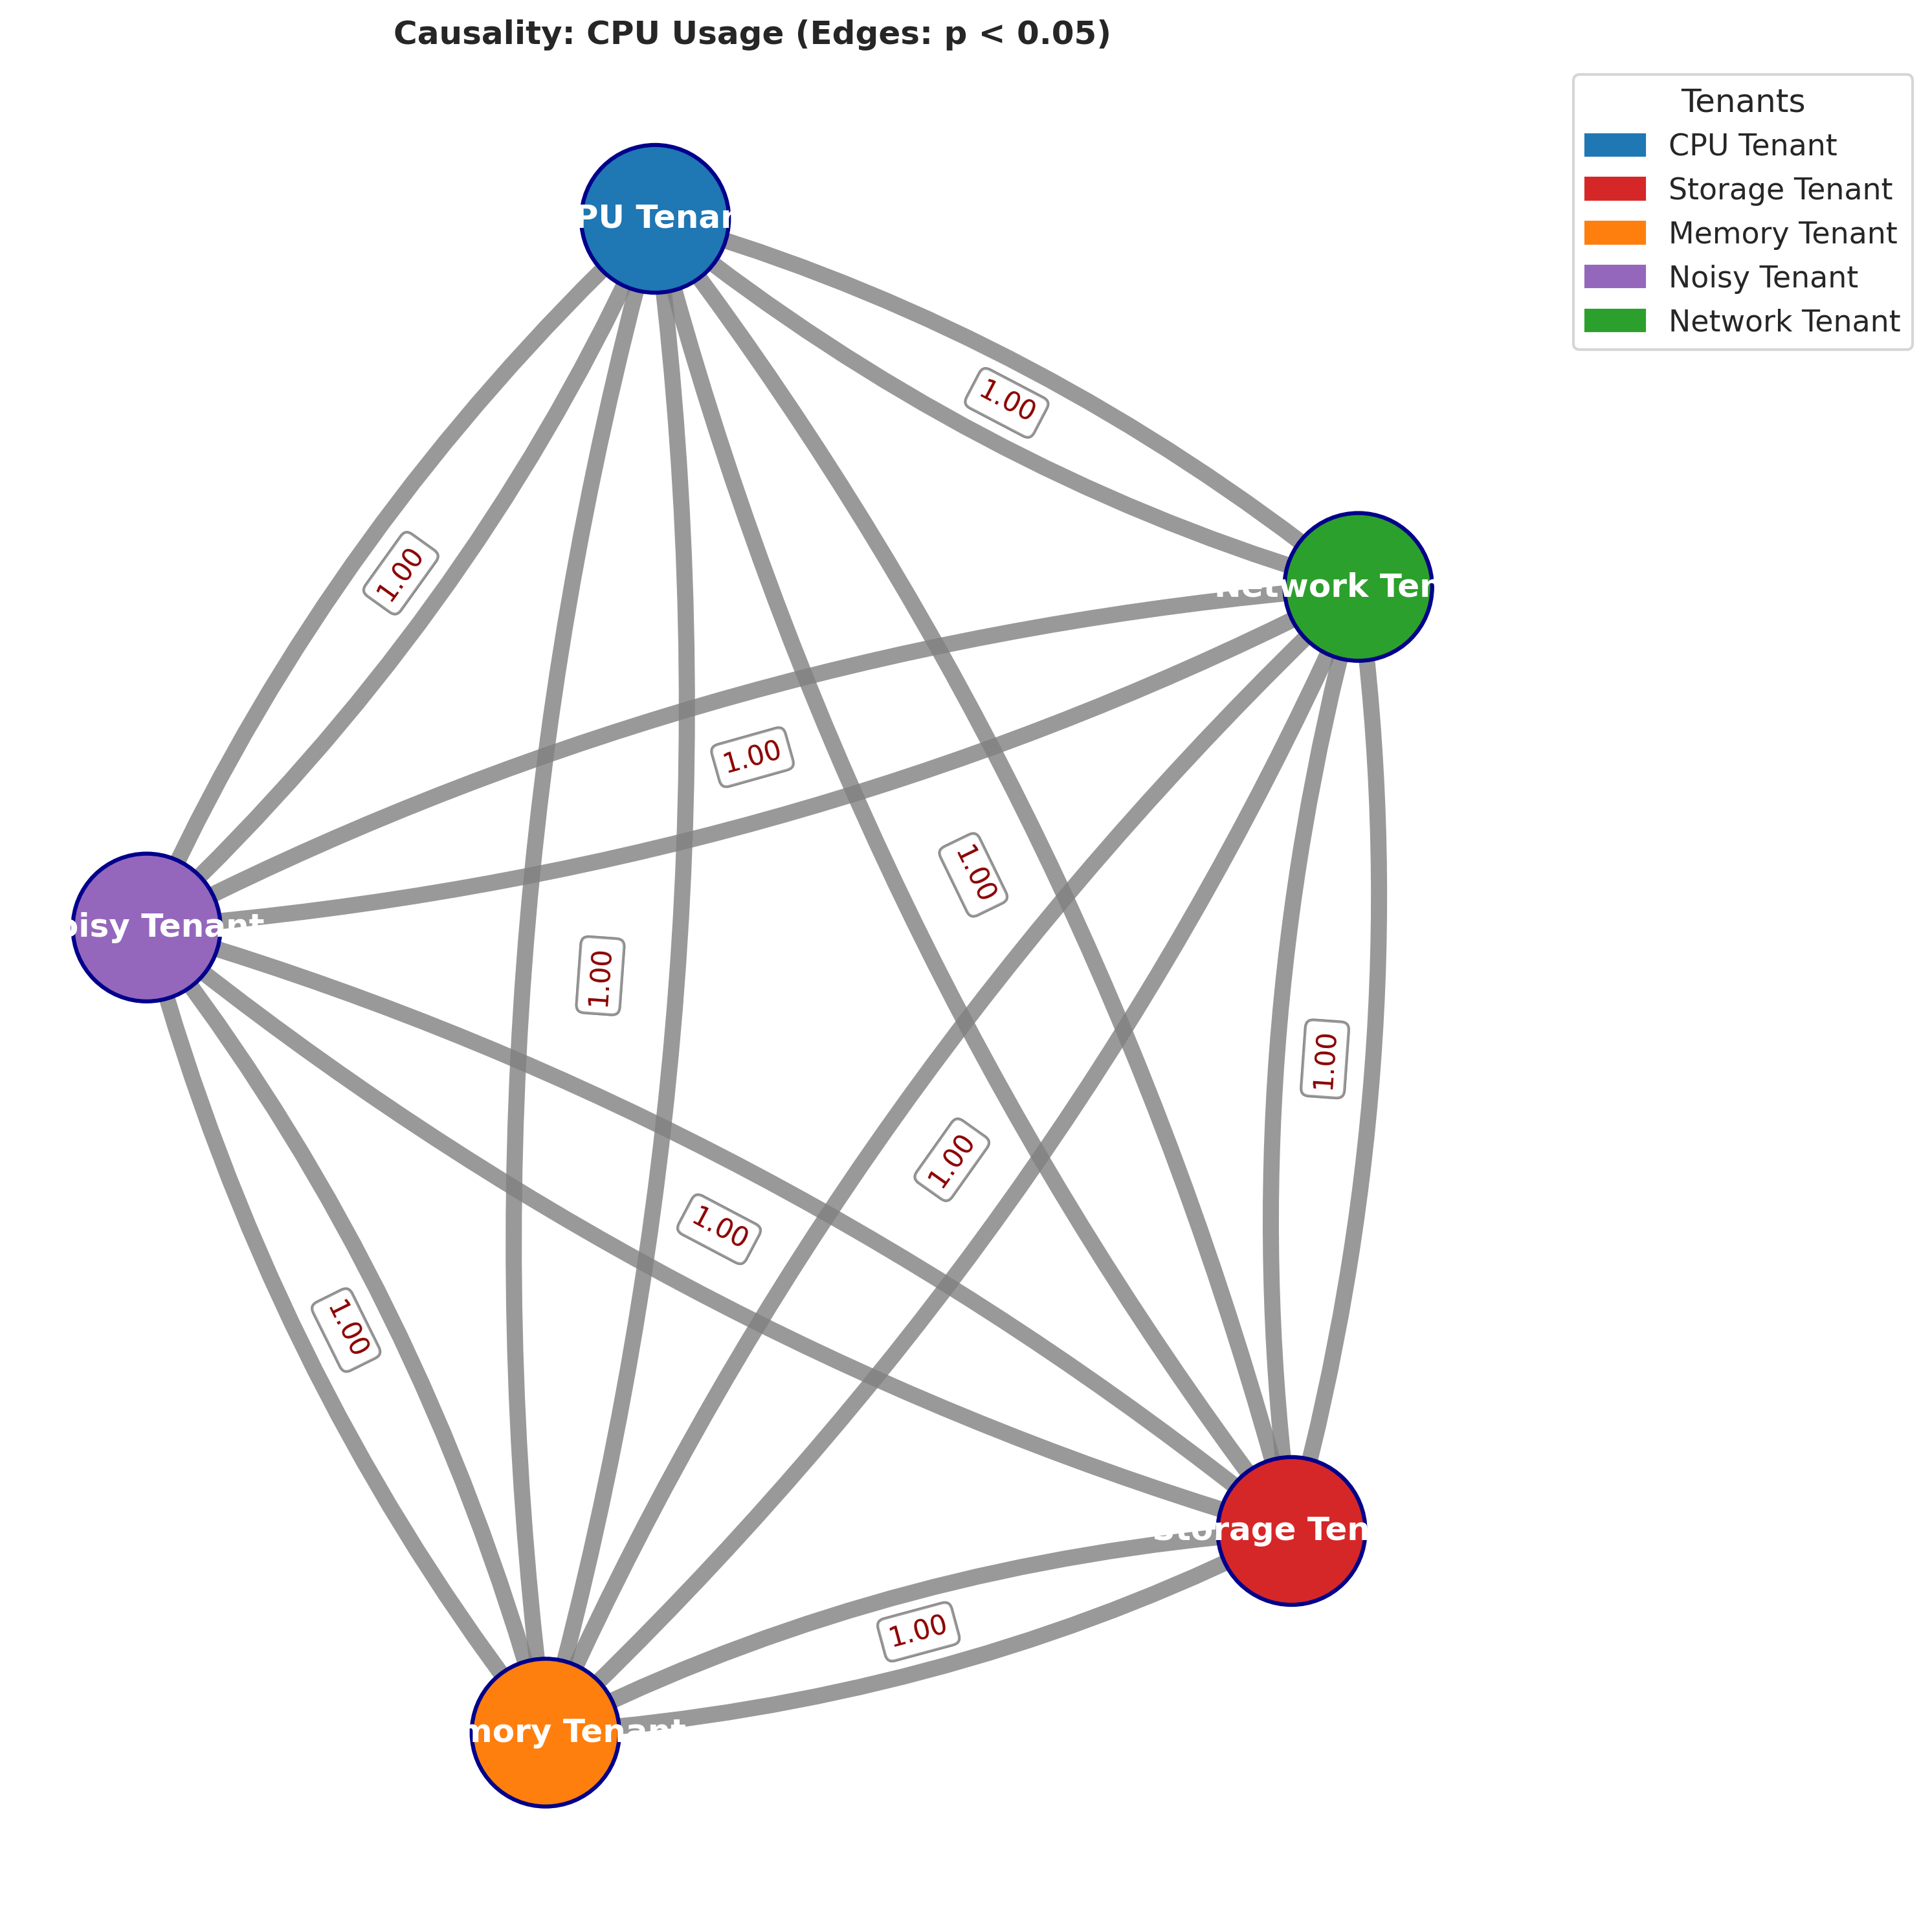 Causality: CPU Usage (Edges: p < 0.05)
Tenants
CPU Tenant
Storage Tenant
Memory Tenant
Noisy Tenant
Network Tenant
PU Tenan
1.00
Network Ten
1.00
1.00
1.00
oisy Tenant
1.00
1.00
1.00
1.00
1.00
Storage Ten
1.00
mory Tenant